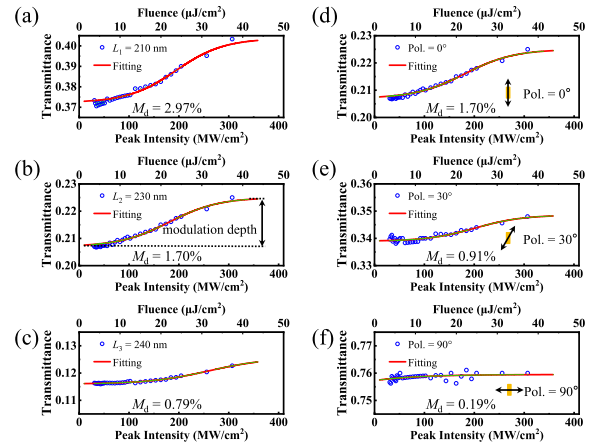 (a)
Fluence (μJ/cm²)
0 10 20 30 40 50
Transmittance
0.40
0.39
0.38
0.37
L₁ = 210 nm
Fitting
M_d = 2.97%
0 100 200 300 400
Peak Intensity (MW/cm²)
(b)
Fluence (μJ/cm²)
0 10 20 30 40 50
Transmittance
0.23
0.22
0.21
0.20
L₂ = 230 nm
Fitting
modulation depth
M_d = 1.70%
0 100 200 300 400
Peak Intensity (MW/cm²)
(c)
Fluence (μJ/cm²)
0 10 20 30 40 50
Transmittance
0.13
0.12
0.11
L₃ = 240 nm
Fitting
M_d = 0.79%
0 100 200 300 400
Peak Intensity (MW/cm²)
(d)
Fluence (μJ/cm²)
0 10 20 30 40 50
Transmittance
0.23
0.22
0.21
0.20
Pol. = 0°
Fitting
Pol. = 0°
M_d = 1.70%
0 100 200 300 400
Peak Intensity (MW/cm²)
(e)
Fluence (μJ/cm²)
0 10 20 30 40 50
Transmittance
0.36
0.35
0.34
0.33
Pol. = 30°
Fitting
Pol. = 30°
M_d = 0.91%
0 100 200 300 400
Peak Intensity (MW/cm²)
(f)
Fluence (μJ/cm²)
0 10 20 30 40 50
Transmittance
0.78
0.77
0.76
0.75
Pol. = 90°
Fitting
Pol. = 90°
M_d = 0.19%
0 100 200 300 400
Peak Intensity (MW/cm²)